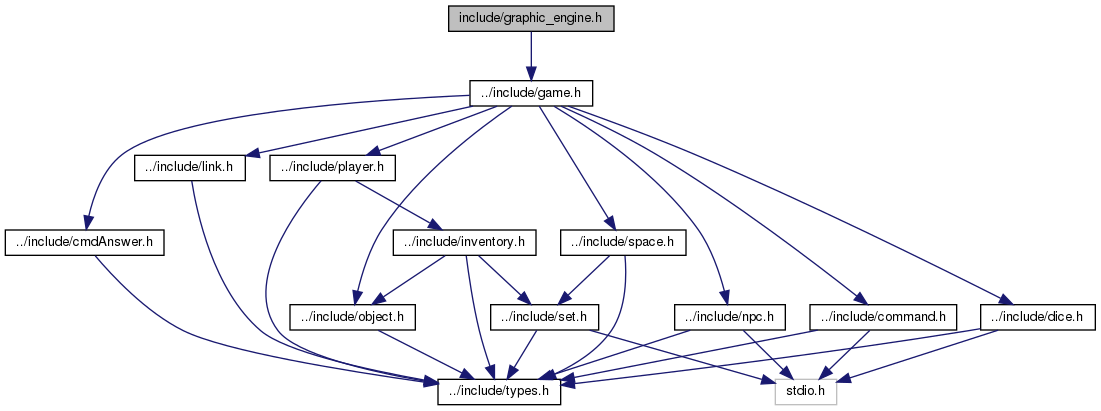 include/graphic_engine.h
../include/game.h
../include/link.h
../include/player.h
../include/cmdAnswer.h
../include/inventory.h
../include/space.h
../include/object.h
../include/set.h
../include/npc.h
../include/command.h
../include/dice.h
../include/types.h
stdio.h